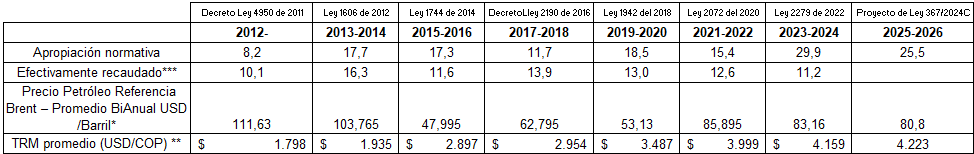 Decreto Ley 4950 de 2011 Ley 1606 de 2012 Ley 1744 de 2014 DecretoLley 2190 de 2016 Ley 1942 del 2018 Ley 2072 del 2020 Ley 2279 de 2022 Proyecto de Ley 367/2024C
2012- 2013-2014 2015-2016 2017-2018 2019-2020 2021-2022 2023-2024 2025-2026
Apropiación normativa 8,2 17,7 17,3 11,7 18,5 15,4 29,9 25,5
Efectivamente recaudado*** 10,1 16,3 11,6 13,9 13,0 12,6 11,2
Precio Petróleo Referencia
Brent – Promedio BiAnual USD
/Barril* 111,63 103,765 47,995 62,795 53,13 85,895 83,16 80,8
TRM promedio (USD/COP) ** $ 1.798 $ 1.935 $ 2.897 $ 2.954 $ 3.487 $ 3.999 $ 4.159 4.223